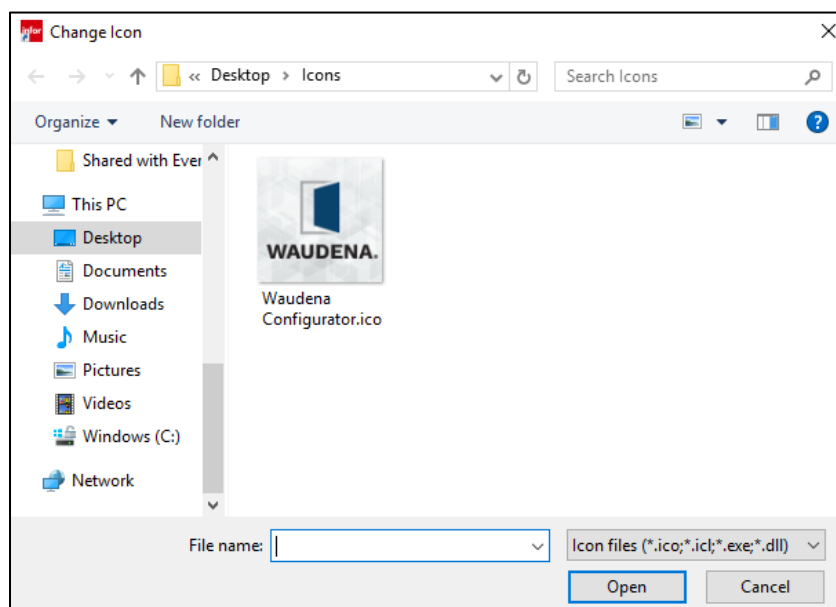 infor Change Icon
« Desktop > Icons
Search Icons
Organize
New folder
?
Shared with Ever
This PC
Desktop
Documents
Downloads
Music
Pictures
Videos
Windows (C:)
Network
WAUDENA.
Waudena
Configurator.ico
File name:
Icon files (*.ico;*.icl;*.exe;*.dll)
Open
Cancel